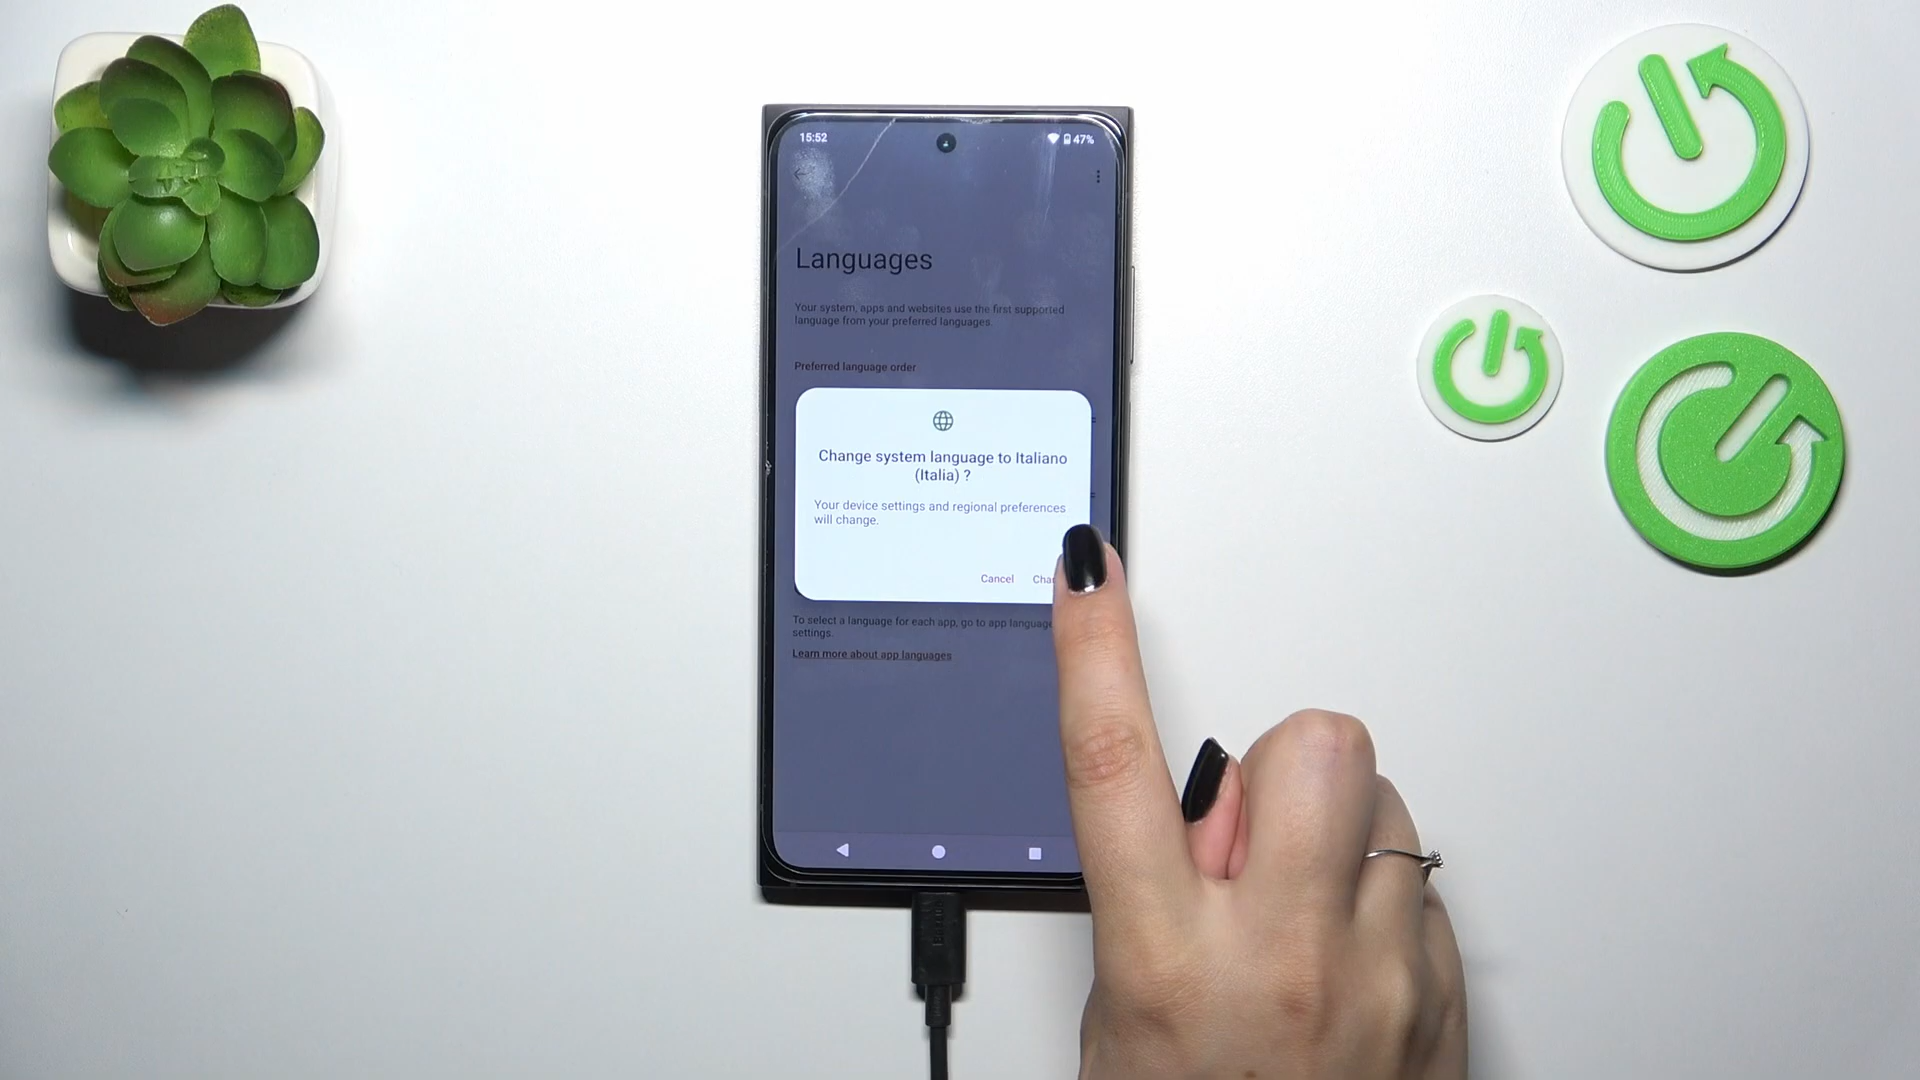 15:52
47%
Languages
Your system, apps and websites use the first supported
language from your preferred languages.
Preferred language order
Change system language to Italiano
(Italia) ?
Your device settings and regional preferences
will change.
Cancel
To select a language for each app, go to app language
settings.
Learn more about app languages